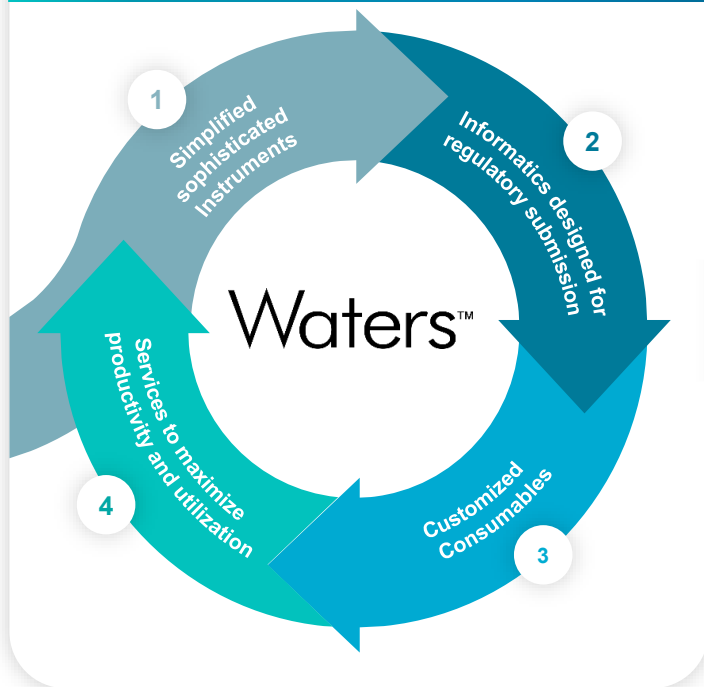 1
Simplified
sophisticated
Instruments
2
Informatics designed for
regulatory submission
Waters™
3
Customized
Consumables
4
Services to maximize
productivity and utilization